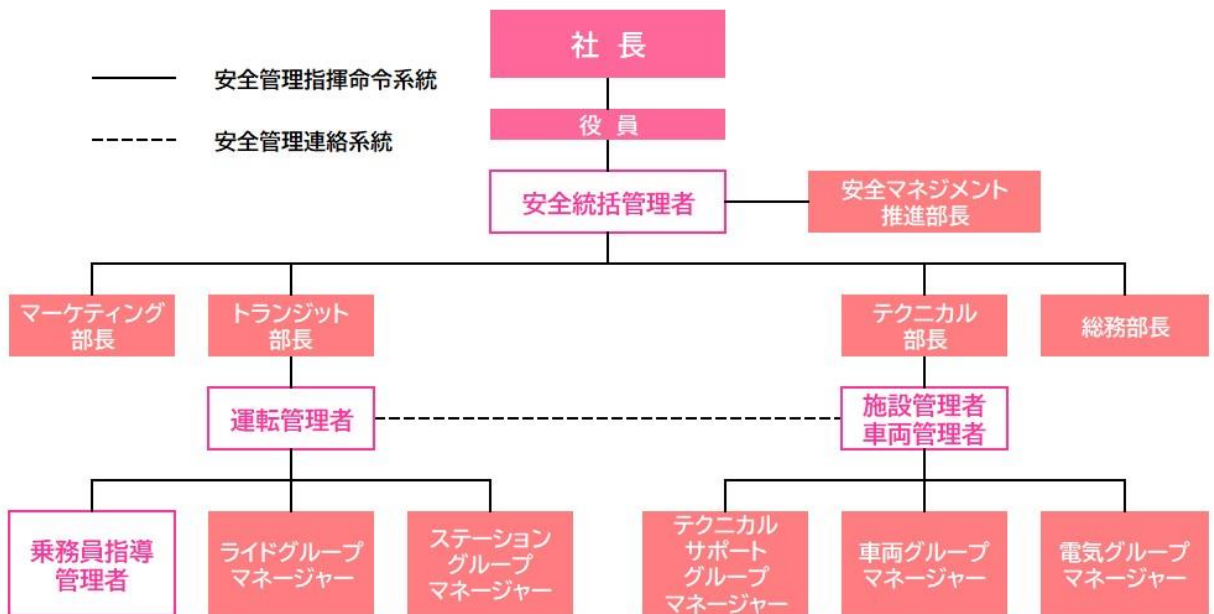 社 長
安全管理指揮命令系統
役 員
安全管理連絡系統
安全統括管理者
安全マネジメント
推進部長
マーケティング
部長
トランジット
部長
テクニカル
部長
総務部長
運転管理者
施設管理者
車両管理者
乗務員指導
管理者
ライドグループ
マネージャー
ステーション
グループ
マネージャー
テクニカル
サポート
グループ
マネージャー
車両グループ
マネージャー
電気グループ
マネージャー